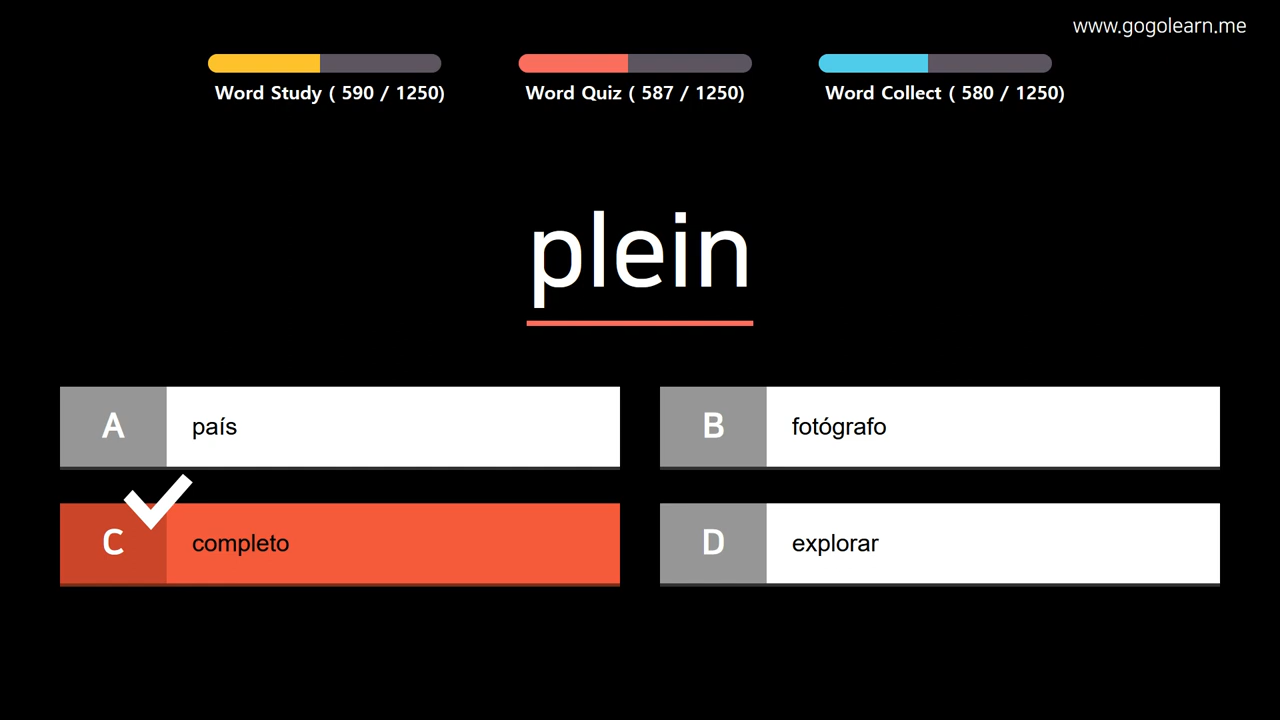 www.gogolearn.me
Word Study ( 590 / 1250)
Word Quiz ( 587 / 1250)
Word Collect ( 580 / 1250)
plein
A país
B fotógrafo
C completo
D explorar